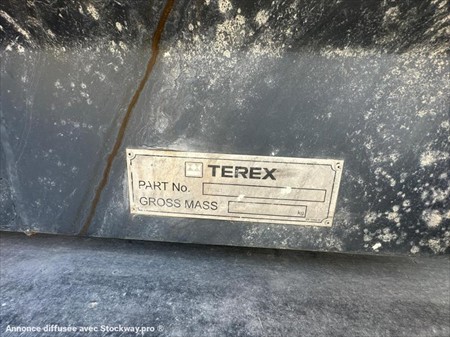 TEREX
PART No.
GROSS MASS
kg
Annonce diffusée avec Stockway.pro ®